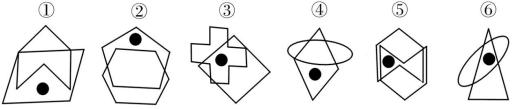 ① ② ③ ④ ⑤ ⑥